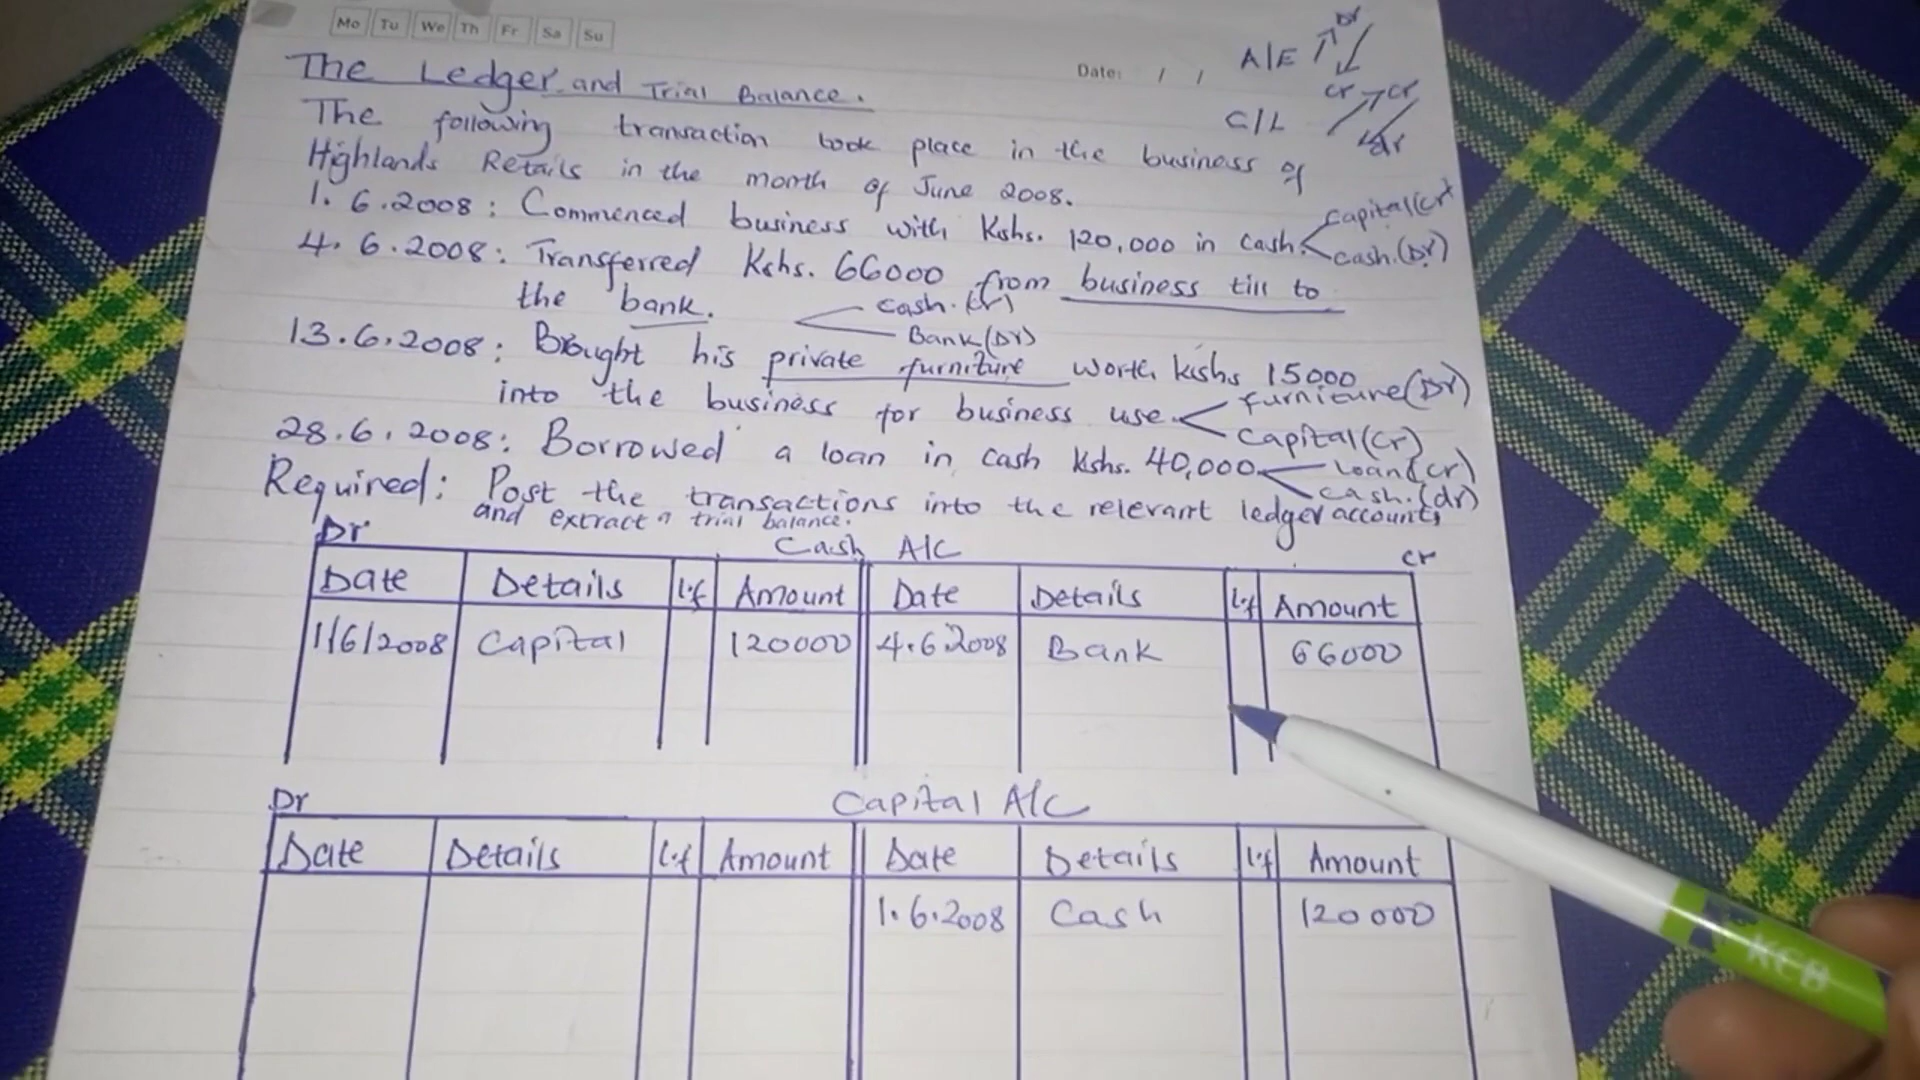 Mo Tu We Th Fr Sa Su
Date: / /
A/E Dr
Cr
C/L Cr
dr
The Ledger and Trial Balance.
The following transaction took place in the business of
Highlands Retails in the month of June 2008.
1. 6.2008: Commenced business with Kshs. 120,000 in cash.
Capital(Cr)
Cash.(Dr)
4. 6.2008: Transferred Kshs. 66000 from business till to
the bank.
Cash.(Cr)
Bank(Dr)
13.6.2008: Brought his private furniture worth kshs 15000
into the business for business use.
furniture(Dr)
Capital(Cr)
28.6.2008: Borrowed a loan in cash Kshs. 40,000
Loan(cr)
cash.(dr)
Required: Post the transactions into the relevant ledger accounts
and extract a trial balance.
Dr Cash A/C cr
Date Details l.f Amount Date Details l.f Amount
1/6/2008 Capital 120000 4.6.2008 Bank 66000
Dr Capital A/C
Date Details l.f Amount Date Details l.f Amount
1.6.2008 Cash 120000
KCB